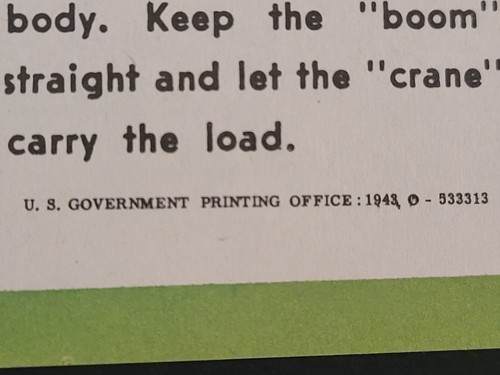 body. Keep the "boom"
straight and let the "crane"
carry the load.
U. S. GOVERNMENT PRINTING OFFICE : 1943, O - 533313